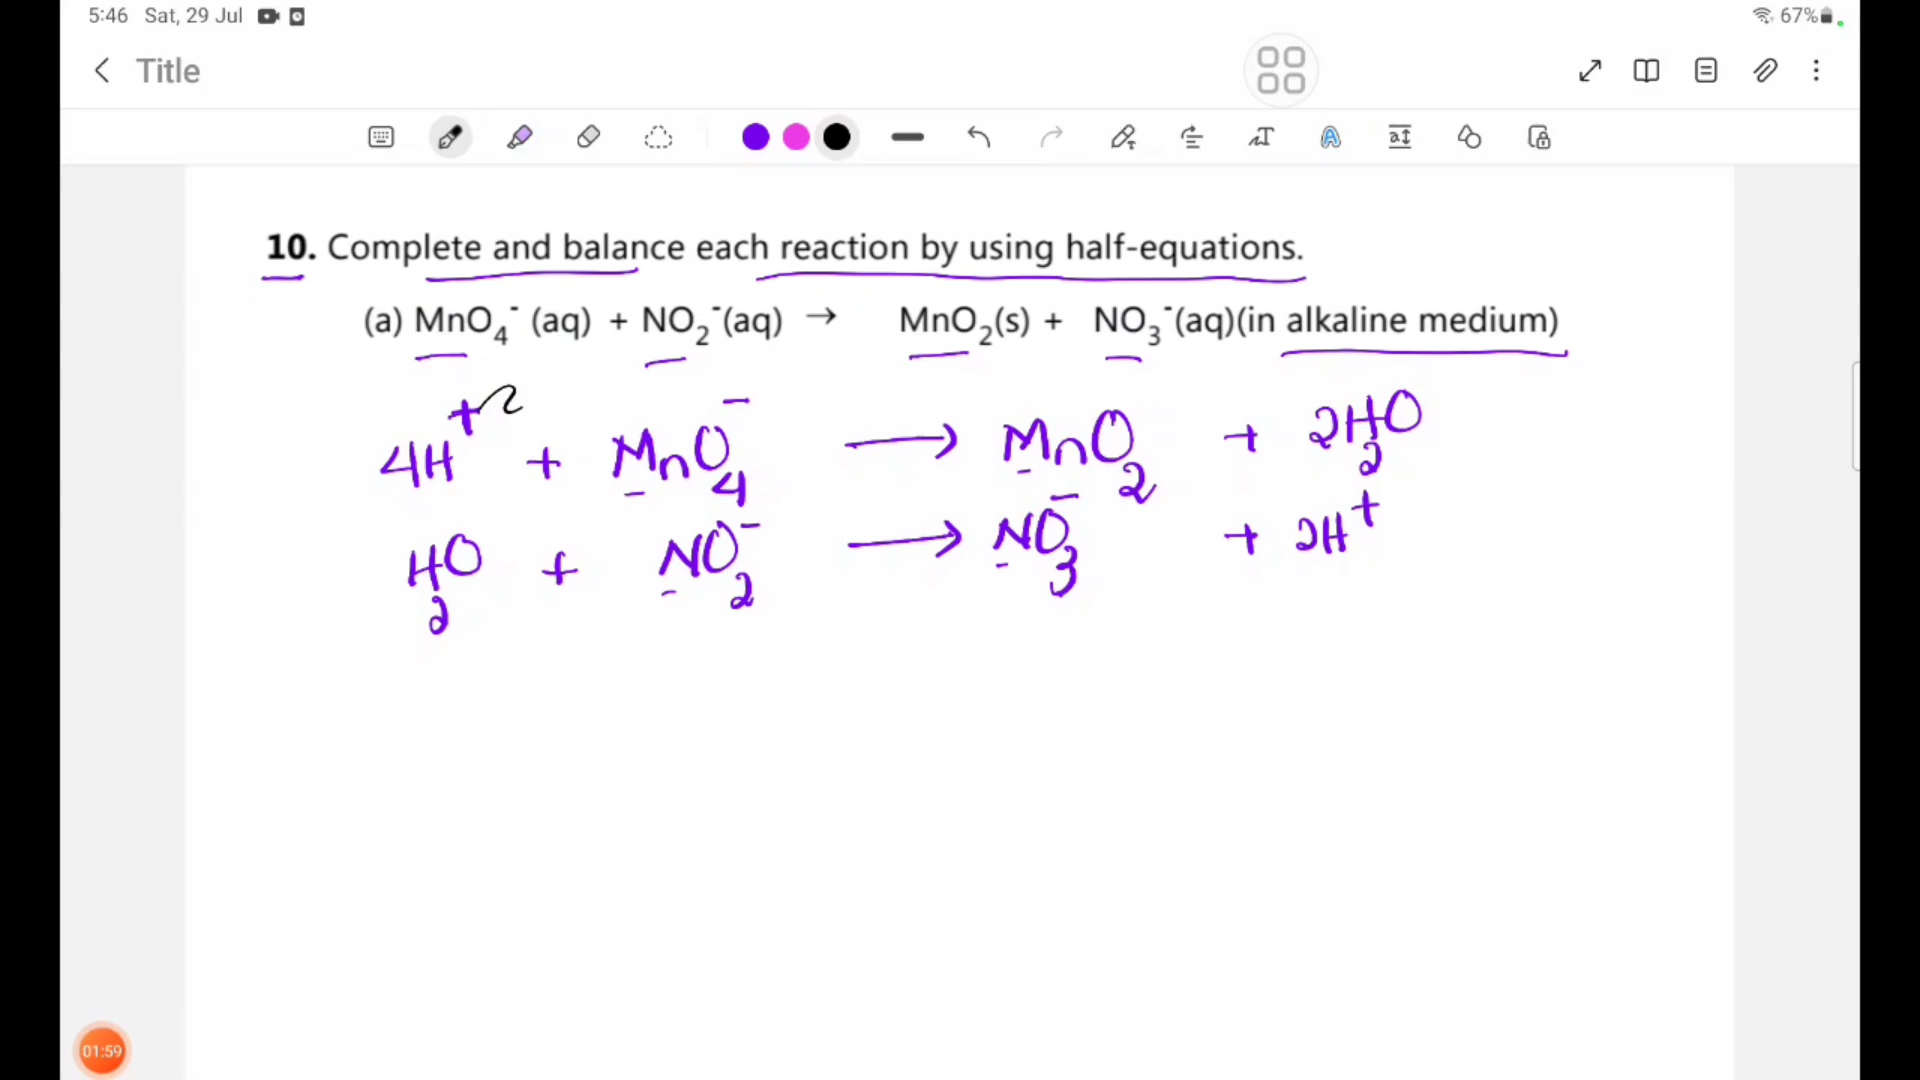 5:46 Sat, 29 Jul 67%
Title
10. Complete and balance each reaction by using half-equations.
(a) MnO₄⁻ (aq) + NO₂⁻(aq) → MnO₂(s) + NO₃⁻(aq)(in alkaline medium)
4H⁺ + MnO₄⁻ → MnO₂ + 2H₂O
H₂O + NO₂⁻ → NO₃⁻ + 2H⁺
01:59